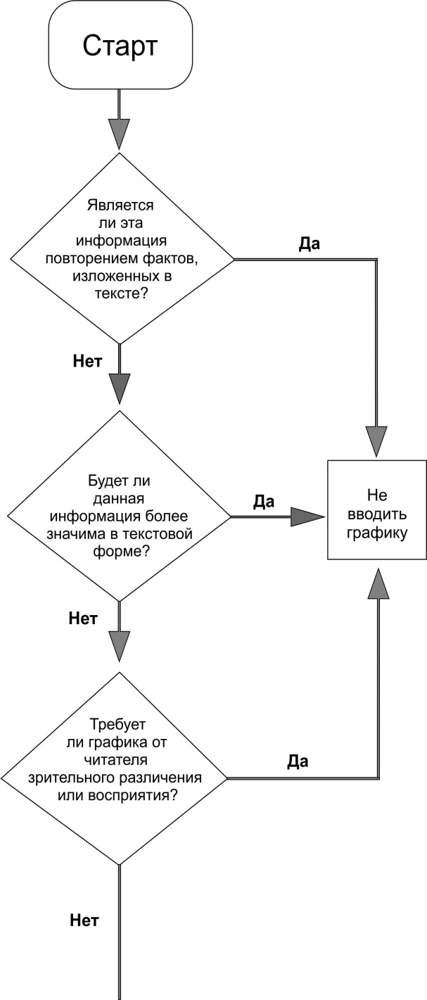 Старт
Является
ли эта
информация
повторением фактов,
изложенных в
тексте?
Да
Нет
Будет ли
данная
информация более
значима в текстовой
форме?
Да
Не
вводить
графику
Нет
Требует
ли графика от
читателя
зрительного различения
или восприятия?
Да
Нет